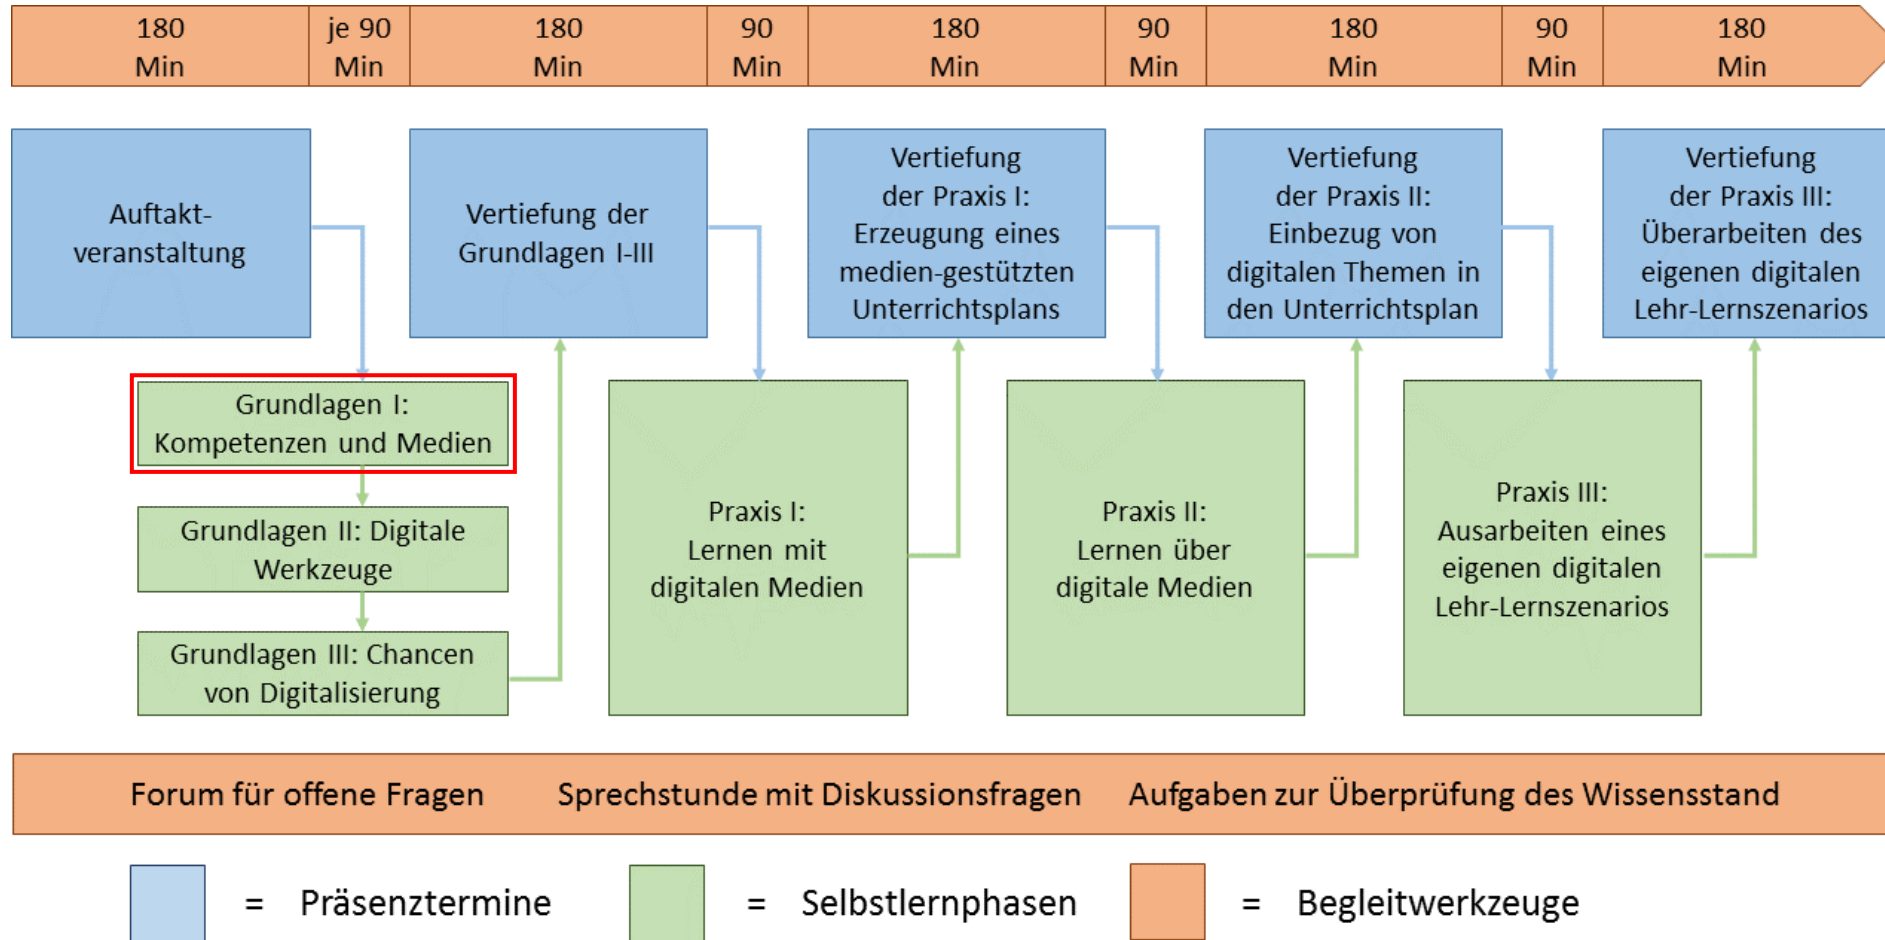 180
Min
je 90
Min
180
Min
90
Min
180
Min
90
Min
180
Min
90
Min
180
Min
Auftakt-
veranstaltung
Vertiefung der
Grundlagen I-III
Vertiefung
der Praxis I:
Erzeugung eines
medien-gestützten
Unterrichtsplans
Vertiefung
der Praxis II:
Einbezug von
digitalen Themen in
den Unterrichtsplan
Vertiefung
der Praxis III:
Überarbeiten des
eigenen digitalen
Lehr-Lernszenarios
Grundlagen I:
Kompetenzen und Medien
Grundlagen II: Digitale
Werkzeuge
Grundlagen III: Chancen
von Digitalisierung
Praxis I:
Lernen mit
digitalen Medien
Praxis II:
Lernen über
digitale Medien
Praxis III:
Ausarbeiten eines
eigenen digitalen
Lehr-Lernszenarios
Forum für offene Fragen Sprechstunde mit Diskussionsfragen Aufgaben zur Überprüfung des Wissensstand
= Präsenztermine = Selbstlernphasen = Begleitwerkzeuge